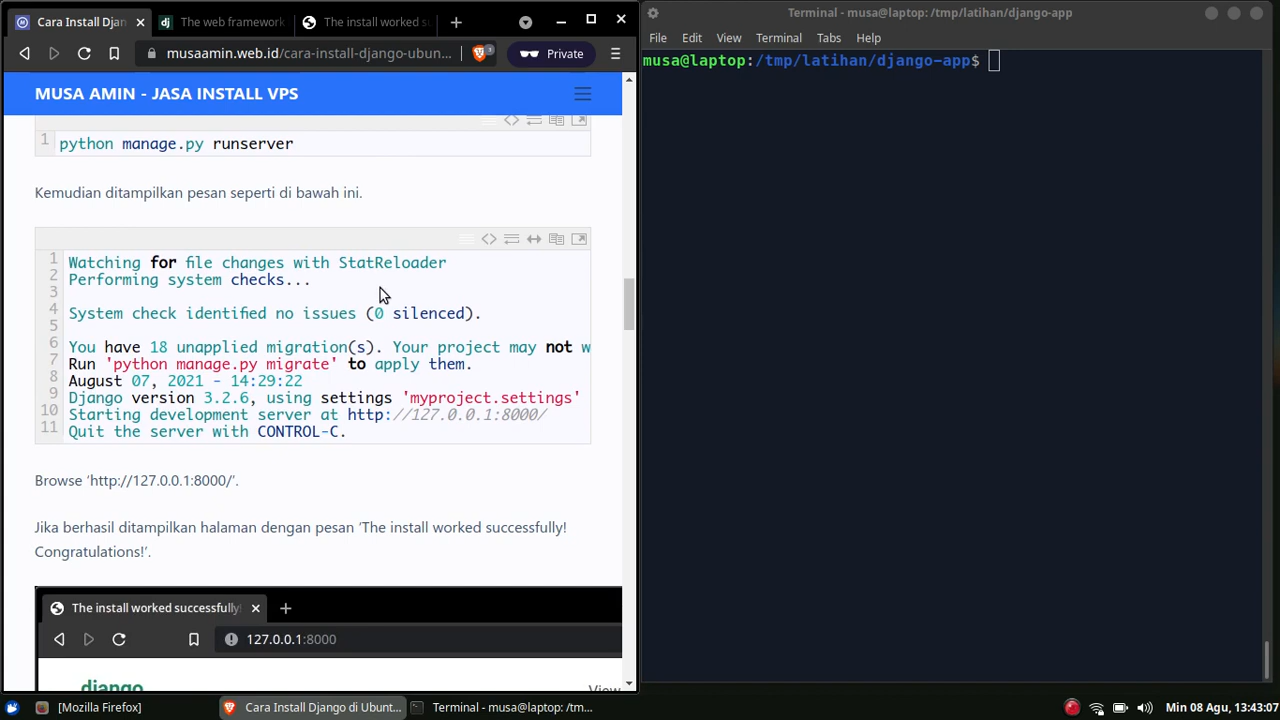 Cara Install Djan
The web framework
The install worked su
musaamin.web.id/cara-install-django-ubun...
3
Private
MUSA AMIN - JASA INSTALL VPS
1 python manage.py runserver
Kemudian ditampilkan pesan seperti di bawah ini.
1 Watching for file changes with StatReloader
2 Performing system checks...
3
4 System check identified no issues (0 silenced).
5
6 You have 18 unapplied migration(s). Your project may not w
7 Run 'python manage.py migrate' to apply them.
8 August 07, 2021 - 14:29:22
9 Django version 3.2.6, using settings 'myproject.settings'
10 Starting development server at http://127.0.0.1:8000/
11 Quit the server with CONTROL-C.
Browse ‘http://127.0.0.1:8000/’.
Jika berhasil ditampilkan halaman dengan pesan ‘The install worked successfully!
Congratulations!’.
The install worked successfully!
127.0.0.1:8000
django
View
Terminal - musa@laptop: /tmp/latihan/django-app
File Edit View Terminal Tabs Help
musa@laptop:/tmp/latihan/django-app$
[Mozilla Firefox]
Cara Install Django di Ubunt...
Terminal - musa@laptop: /tm...
Min 08 Agu, 13:43:07